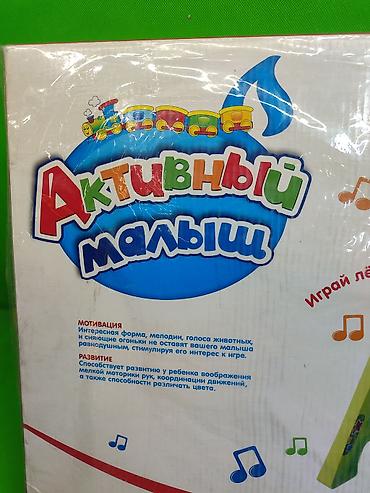 Активный
малыш
Играй лё
МОТИВАЦИЯ
Интересная форма, мелодии, голоса животных,
и сияющие огоньки не оставят вашего малыша
равнодушным, стимулируя его интерес к игре.
РАЗВИТИЕ
Способствует развитию у ребенка воображения
мелкой моторики рук, координации движений,
а также способности различать цвета.